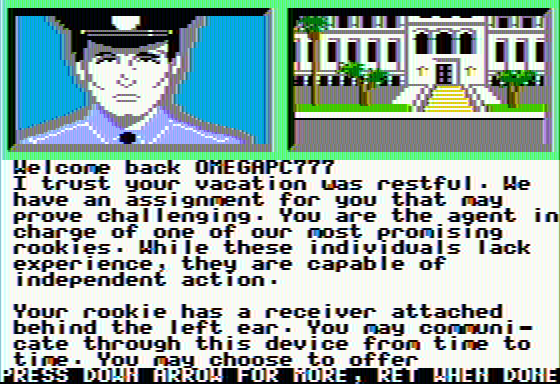 Welcome back OMEGAPC777
I trust your vacation was restful. We
have an assignment for you that may
prove challenging. You are the agent in
charge of one of our most promising
rookies. While these individuals lack
experience, they are capable of
independent action.
Your rookie has a receiver attached
behind the left ear. You may communi-
cate through this device from time to
time. You may choose to offer
PRESS DOWN ARROW FOR MORE, RET WHEN DONE